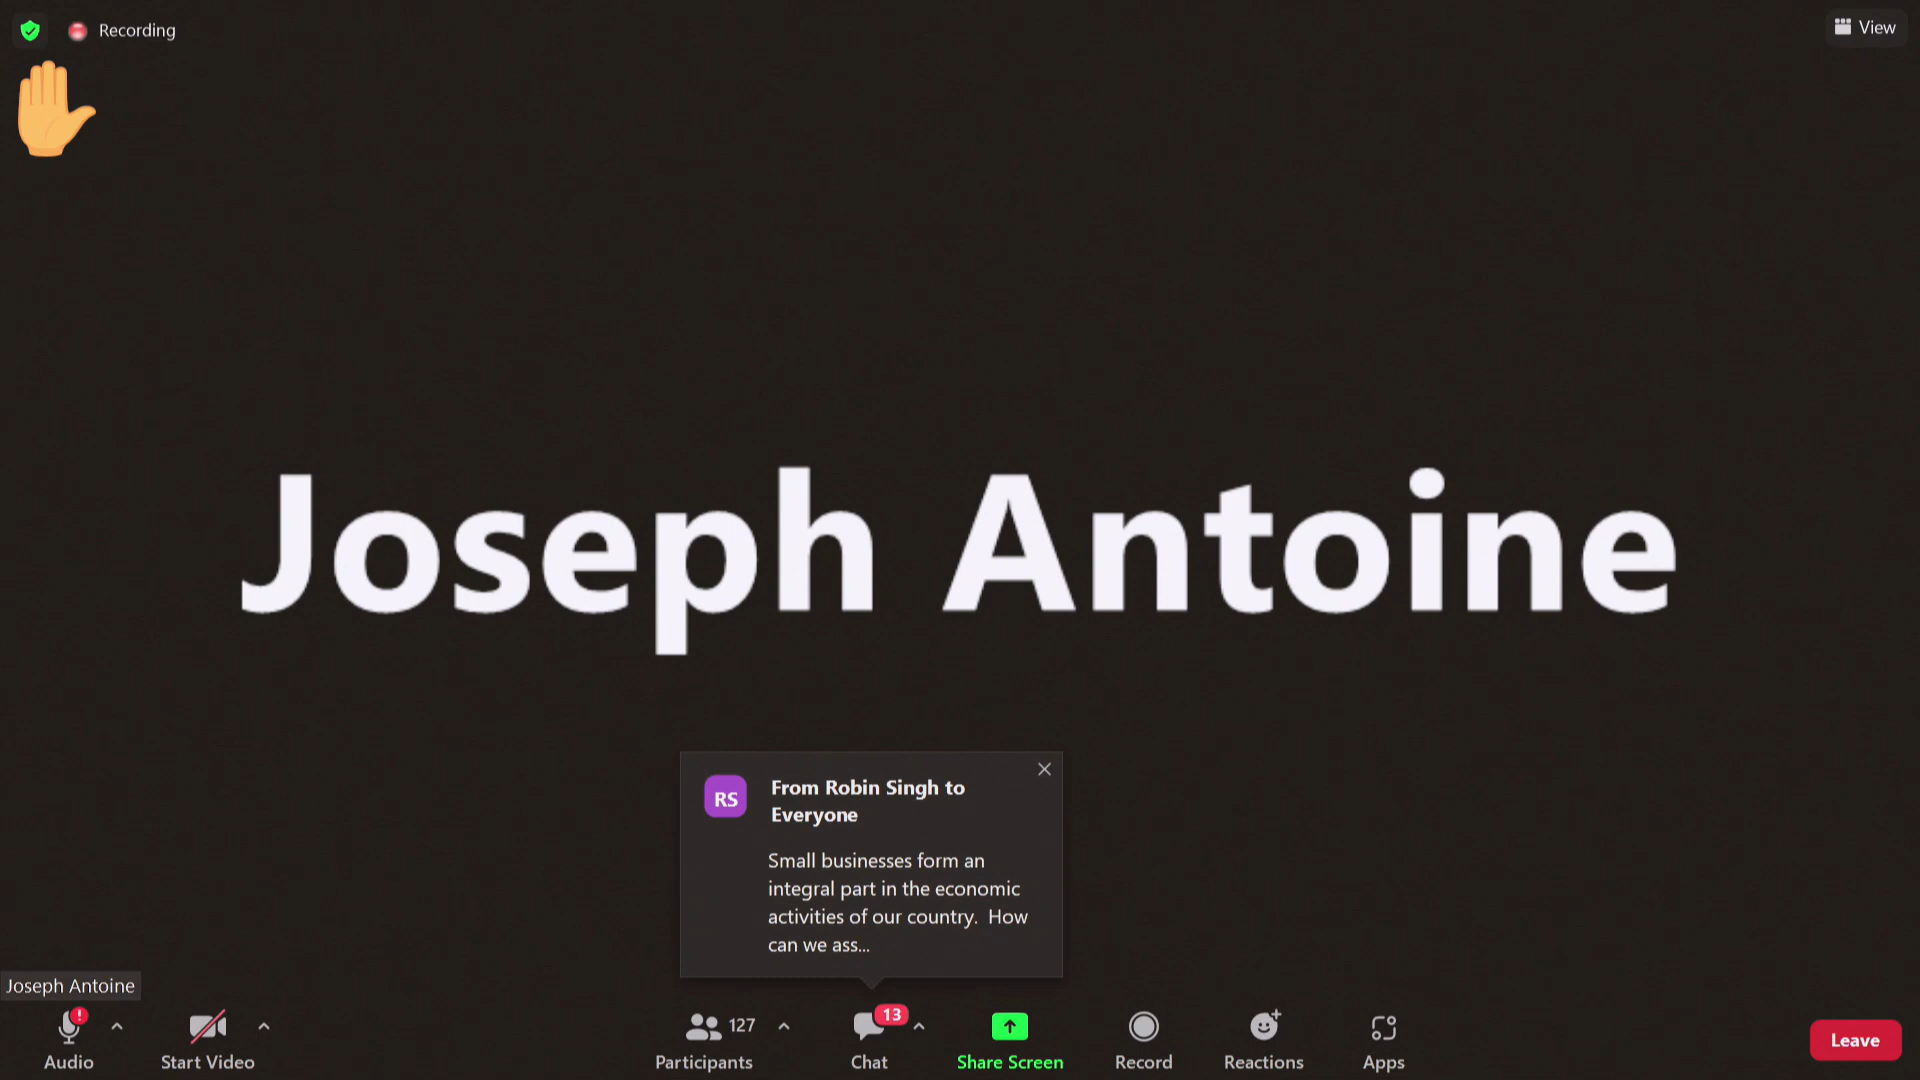 Recording
View
Joseph Antoine
RS
From Robin Singh to
Everyone
Small businesses form an
integral part in the economic
activities of our country.  How
can we ass...
Joseph Antoine
!
127
13
Audio
Start Video
Participants
Chat
Share Screen
Record
Reactions
Apps
Leave